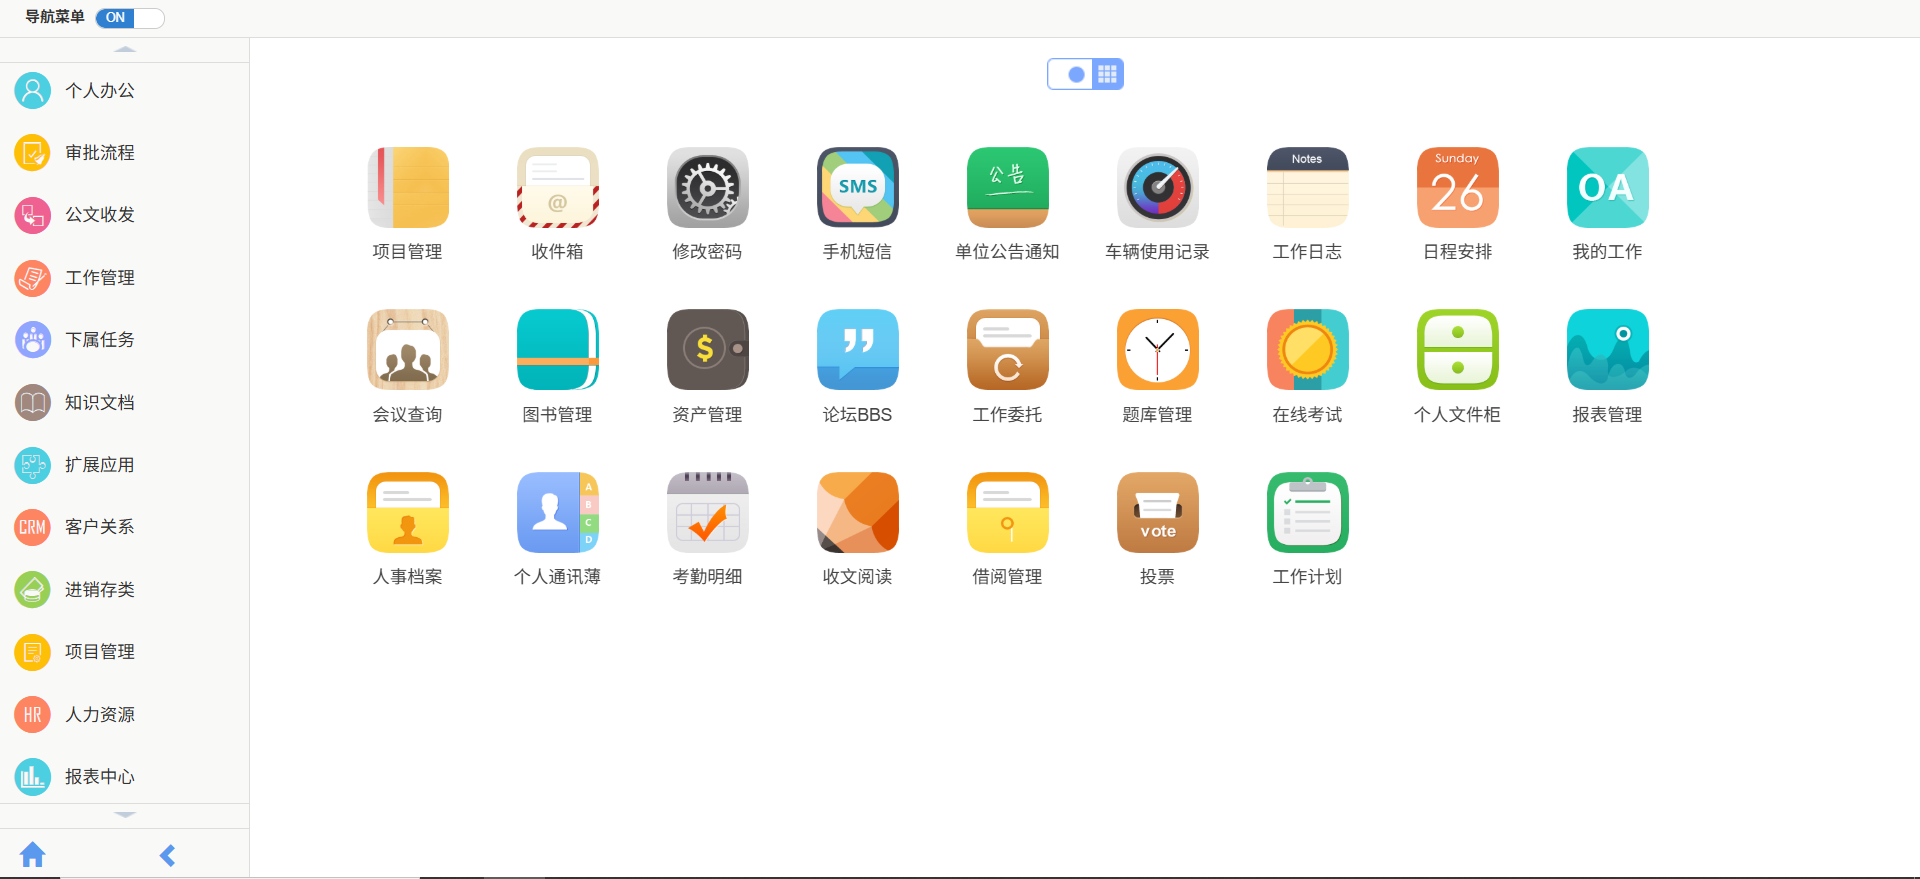 导航菜单 ON
个人办公
审批流程
公文收发
工作管理
下属任务
知识文档
扩展应用
CRM 客户关系
进销存类
项目管理
HR 人力资源
报表中心
@ SMS 公告 Notes Sunday 26 OA
项目管理 收件箱 修改密码 手机短信 单位公告通知 车辆使用记录 工作日志 日程安排 我的工作
$
会议查询 图书管理 资产管理 论坛BBS 工作委托 题库管理 在线考试 个人文件柜 报表管理
A
B
C
D
vote
人事档案 个人通讯薄 考勤明细 收文阅读 借阅管理 投票 工作计划